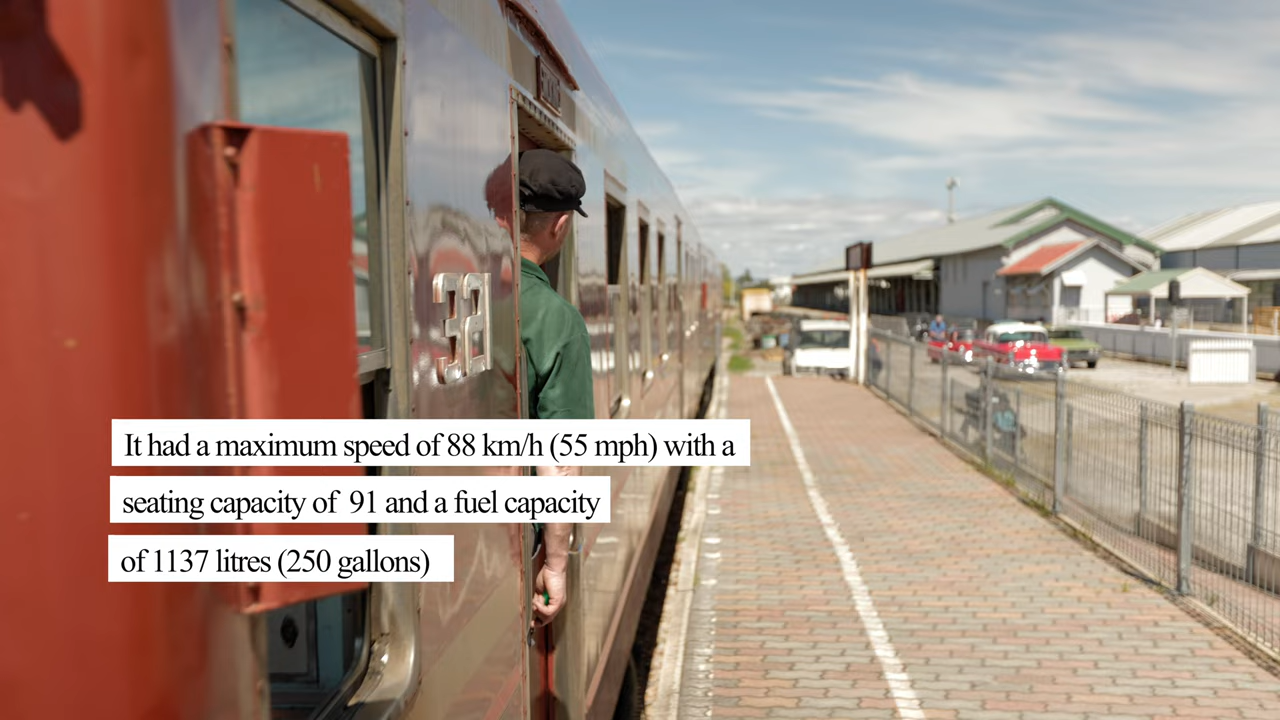 38
It had a maximum speed of 88 km/h (55 mph) with a
seating capacity of 91 and a fuel capacity
of 1137 litres (250 gallons)